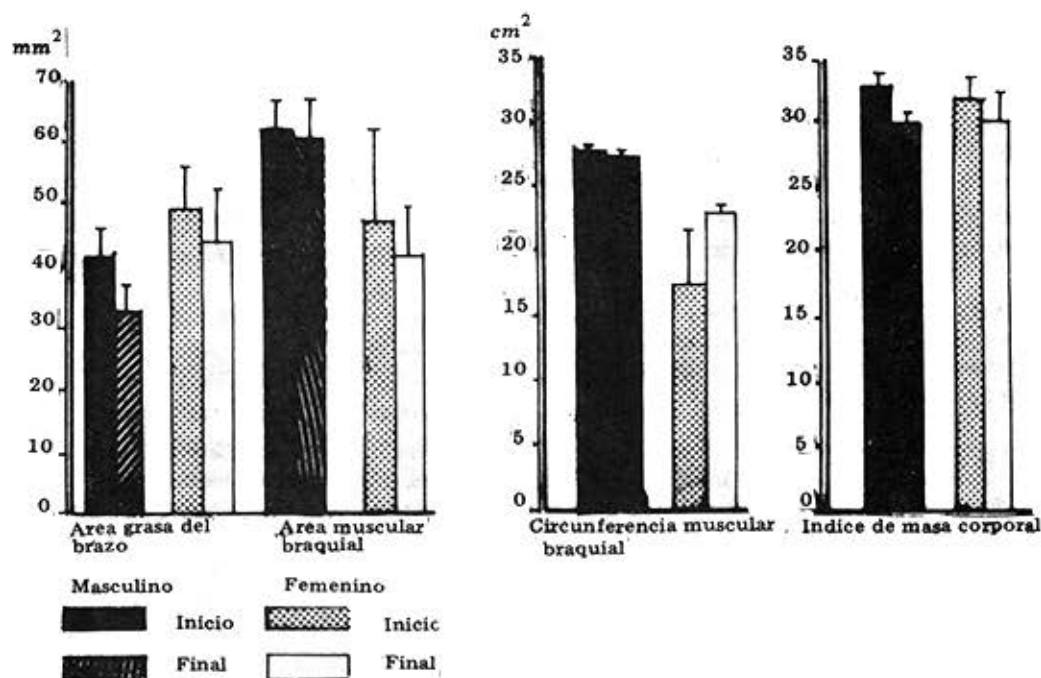 mm²
70
60
50
40
30
20
10
0
Area grasa del
brazo
Area muscular
braquial
cm²
35
30
25
20
15
10
5
0
Circunferencia muscular
braquial
35
30
25
20
15
10
5
0
Indice de masa corporal
Masculino
Inicio
Final
Femenino
Inicio
Final